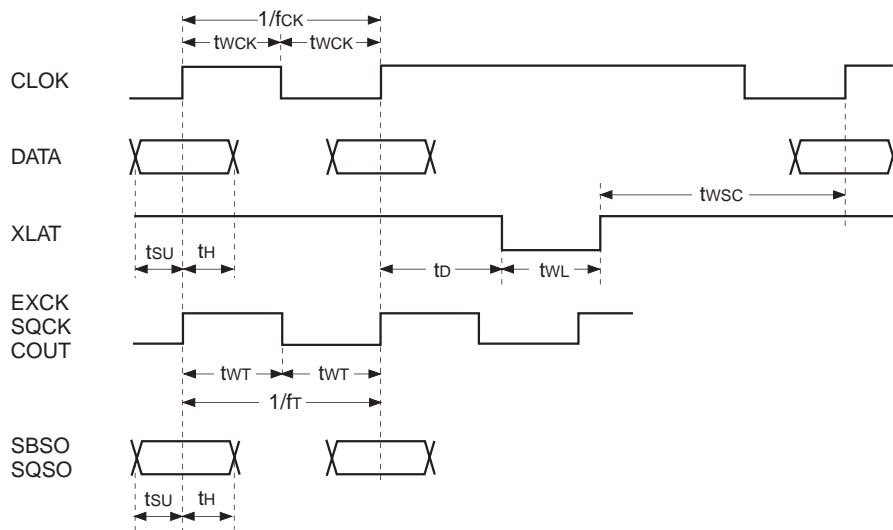 1/fCK
tWCK tWCK
CLOK
DATA
tWSC
XLAT
tSU tH
tD tWL
EXCK
SQCK
COUT
tWT tWT
1/fT
SBSO
SQSO
tSU tH